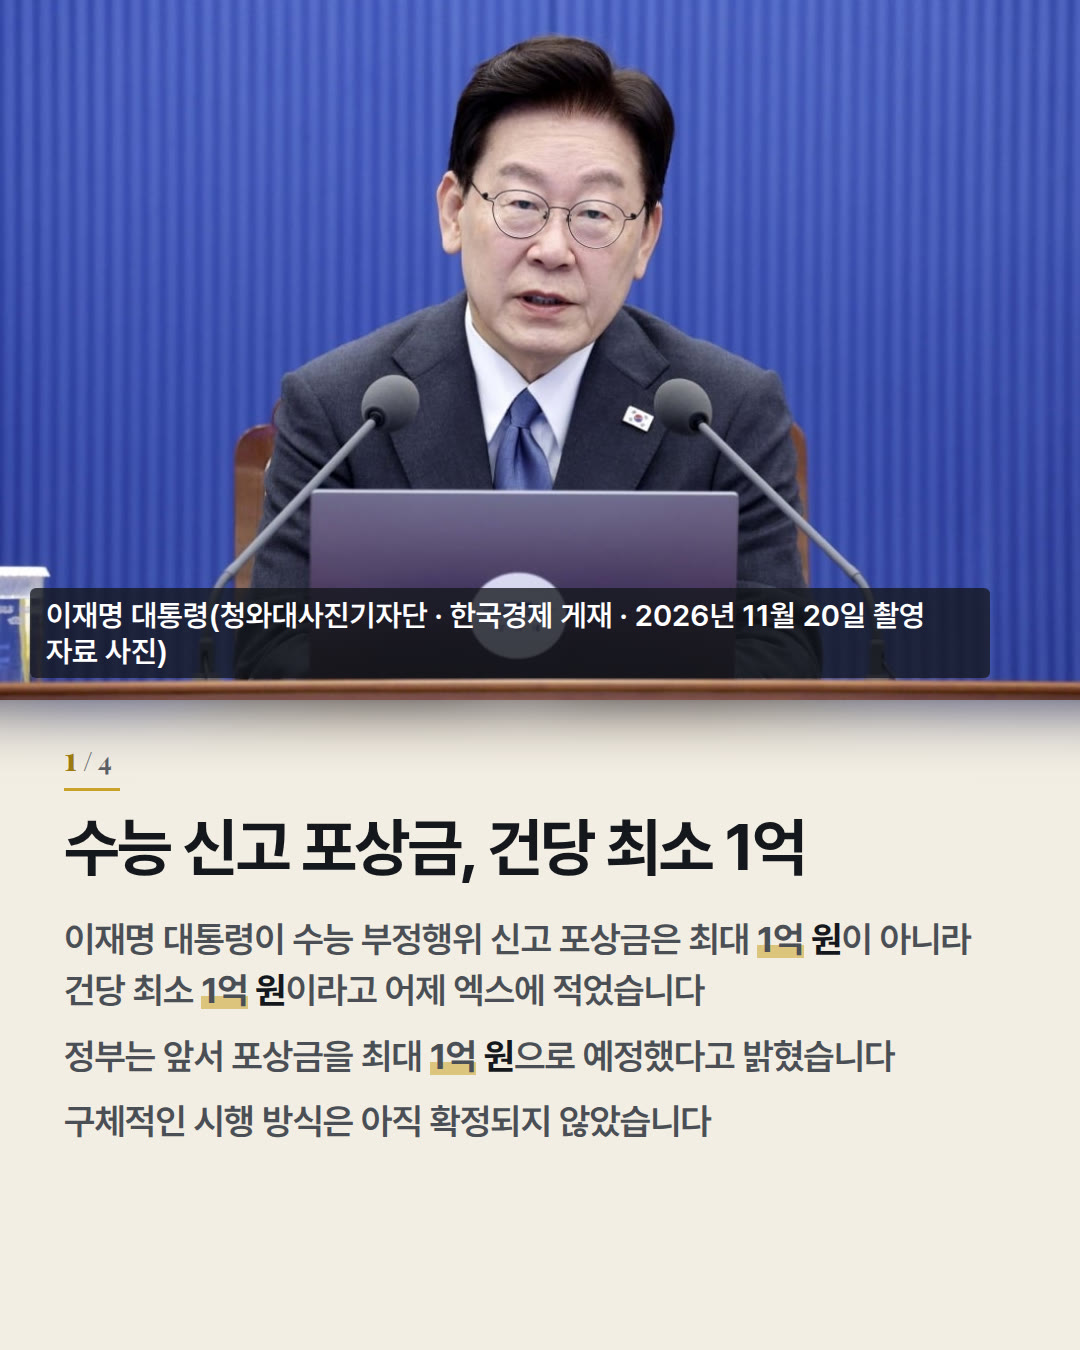 이재명 대통령(청와대사진기자단 · 한국경제 게재 · 2026년 11월 20일 촬영
자료 사진)
1 / 4
수능 신고 포상금, 건당 최소 1억
이재명 대통령이 수능 부정행위 신고 포상금은 최대 1억 원이 아니라
건당 최소 1억 원이라고 어제 엑스에 적었습니다
정부는 앞서 포상금을 최대 1억 원으로 예정했다고 밝혔습니다
구체적인 시행 방식은 아직 확정되지 않았습니다